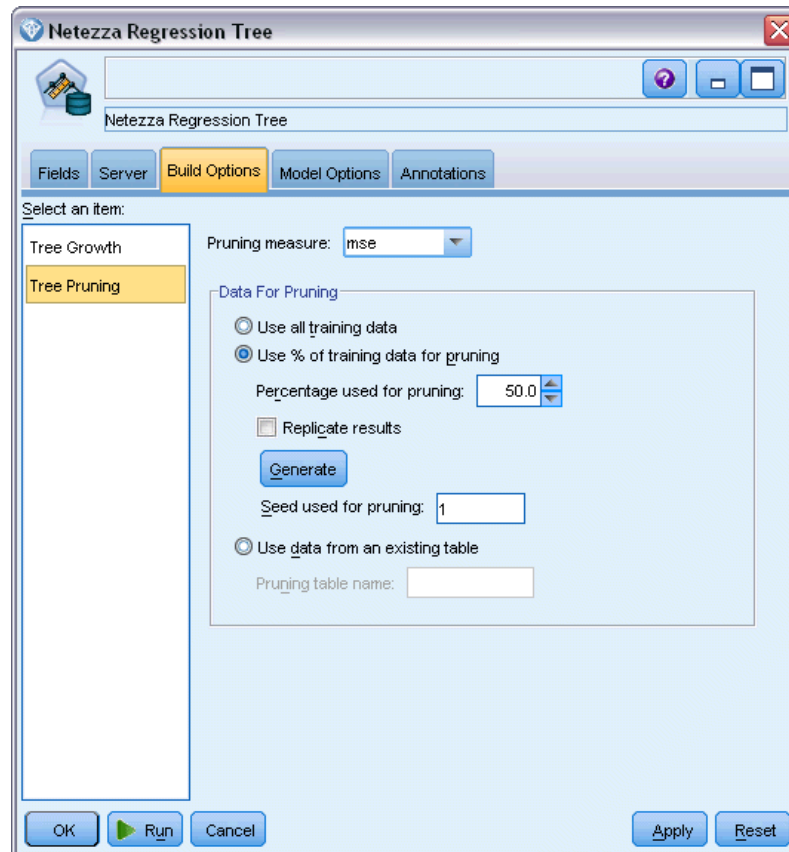 Netezza Regression Tree
Netezza Regression Tree
Fields Server Build Options Model Options Annotations
Select an item:
Tree Growth
Tree Pruning
Pruning measure: mse
Data For Pruning
Use all training data
Use % of training data for pruning
Percentage used for pruning: 50.0
Replicate results
Generate
Seed used for pruning: 1
Use data from an existing table
Pruning table name:
OK Run Cancel Apply Reset